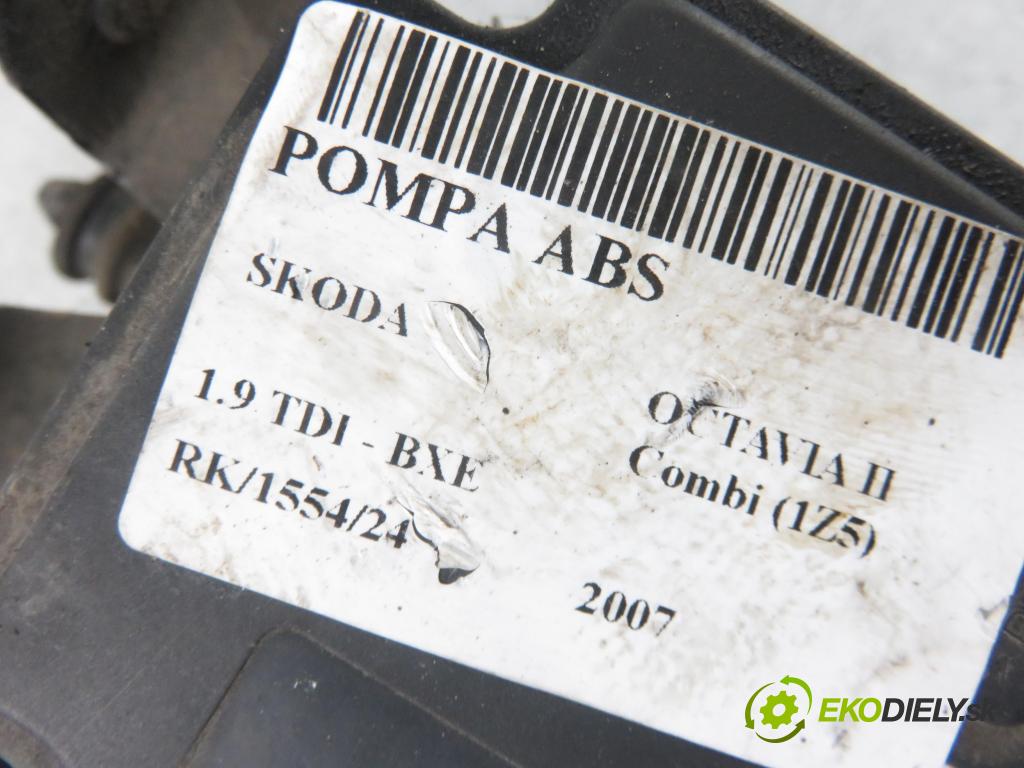 POMPA ABS
SKODA
OCTAVIA II
1.9 TDI - BXE
Combi (1Z5)
RK/1554/24
2007
EKODIELY.sk